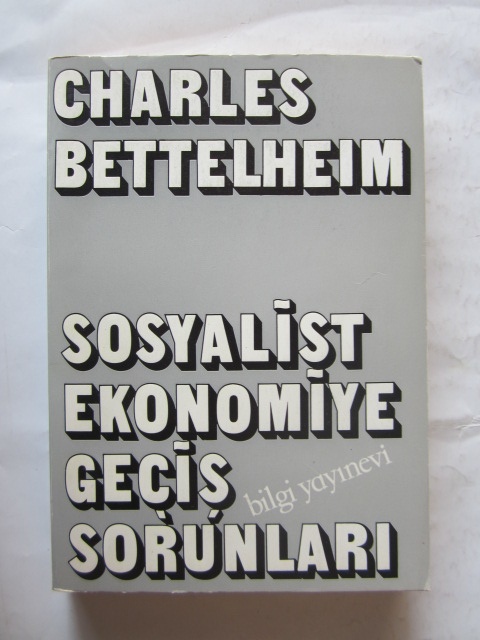 CHARLES
BETTELHEIM
SOSYALİST
EKONOMİYE
GEÇİŞ
bilgi yayınevi
SORUNLARI